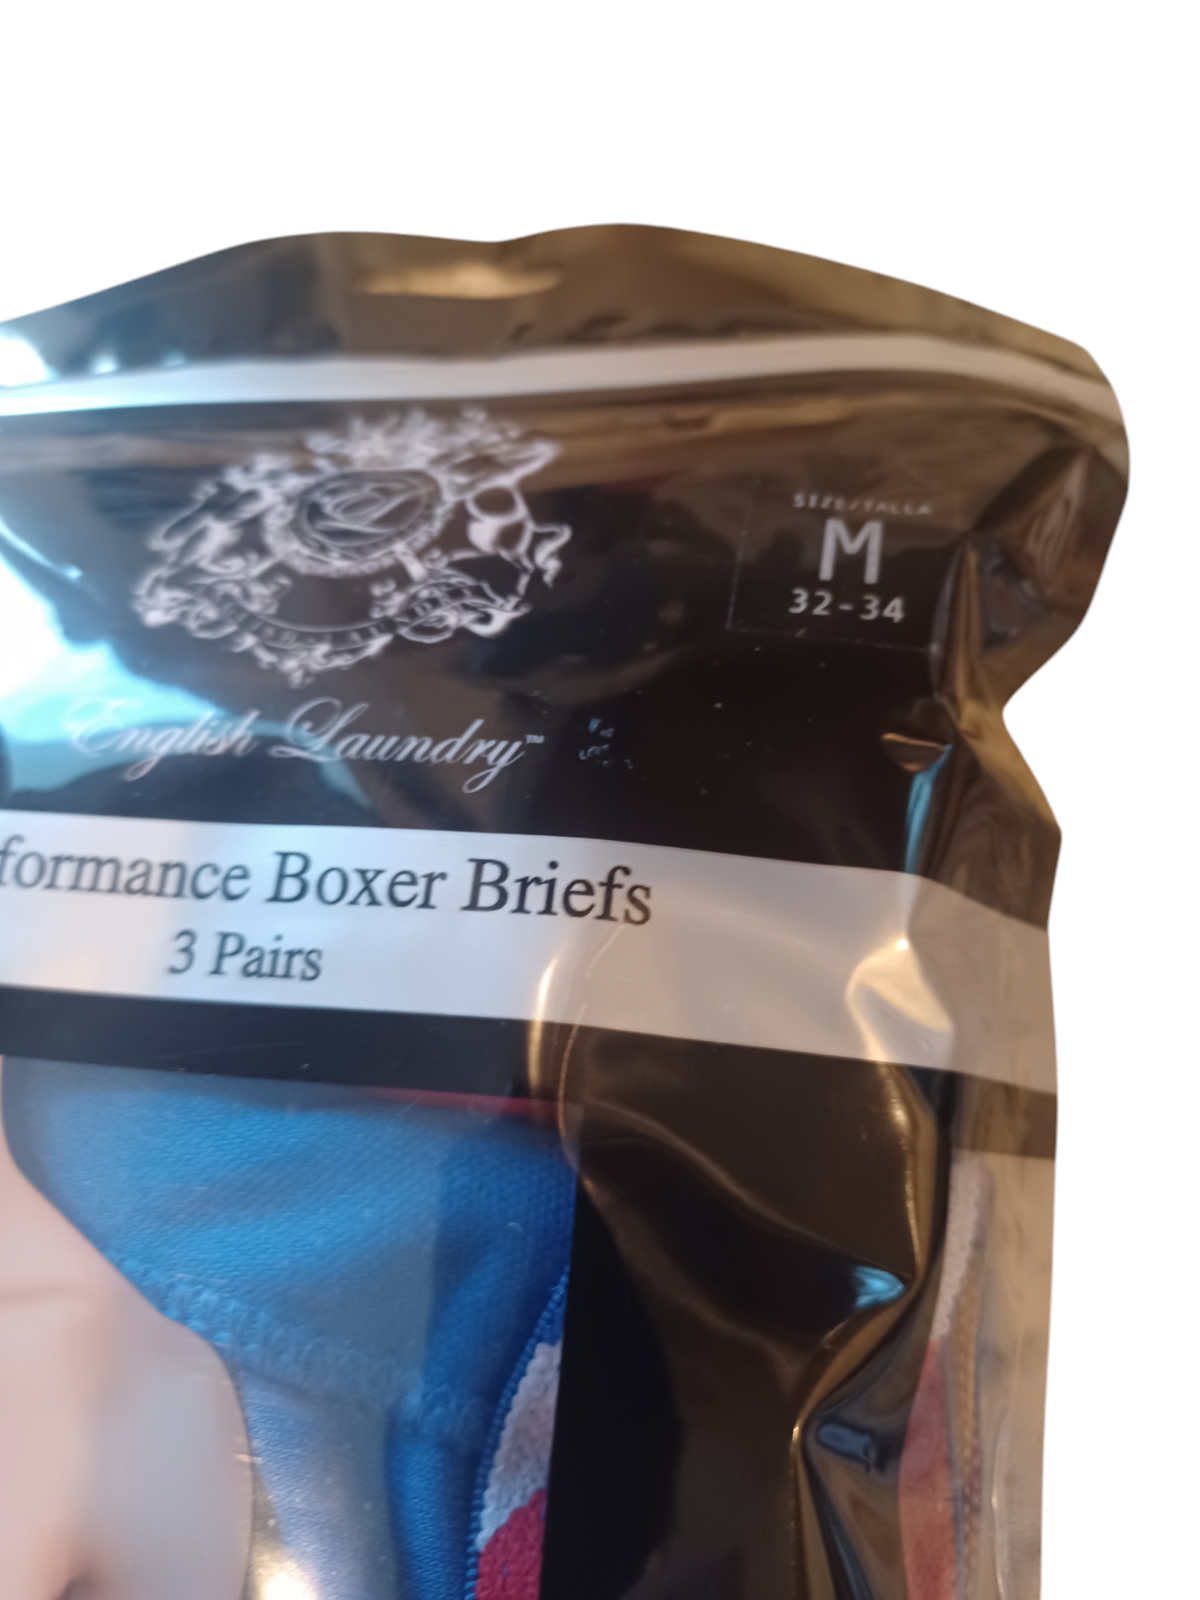 SIZE/TALLA
M
32-34
English Laundry™
formance Boxer Briefs
3 Pairs